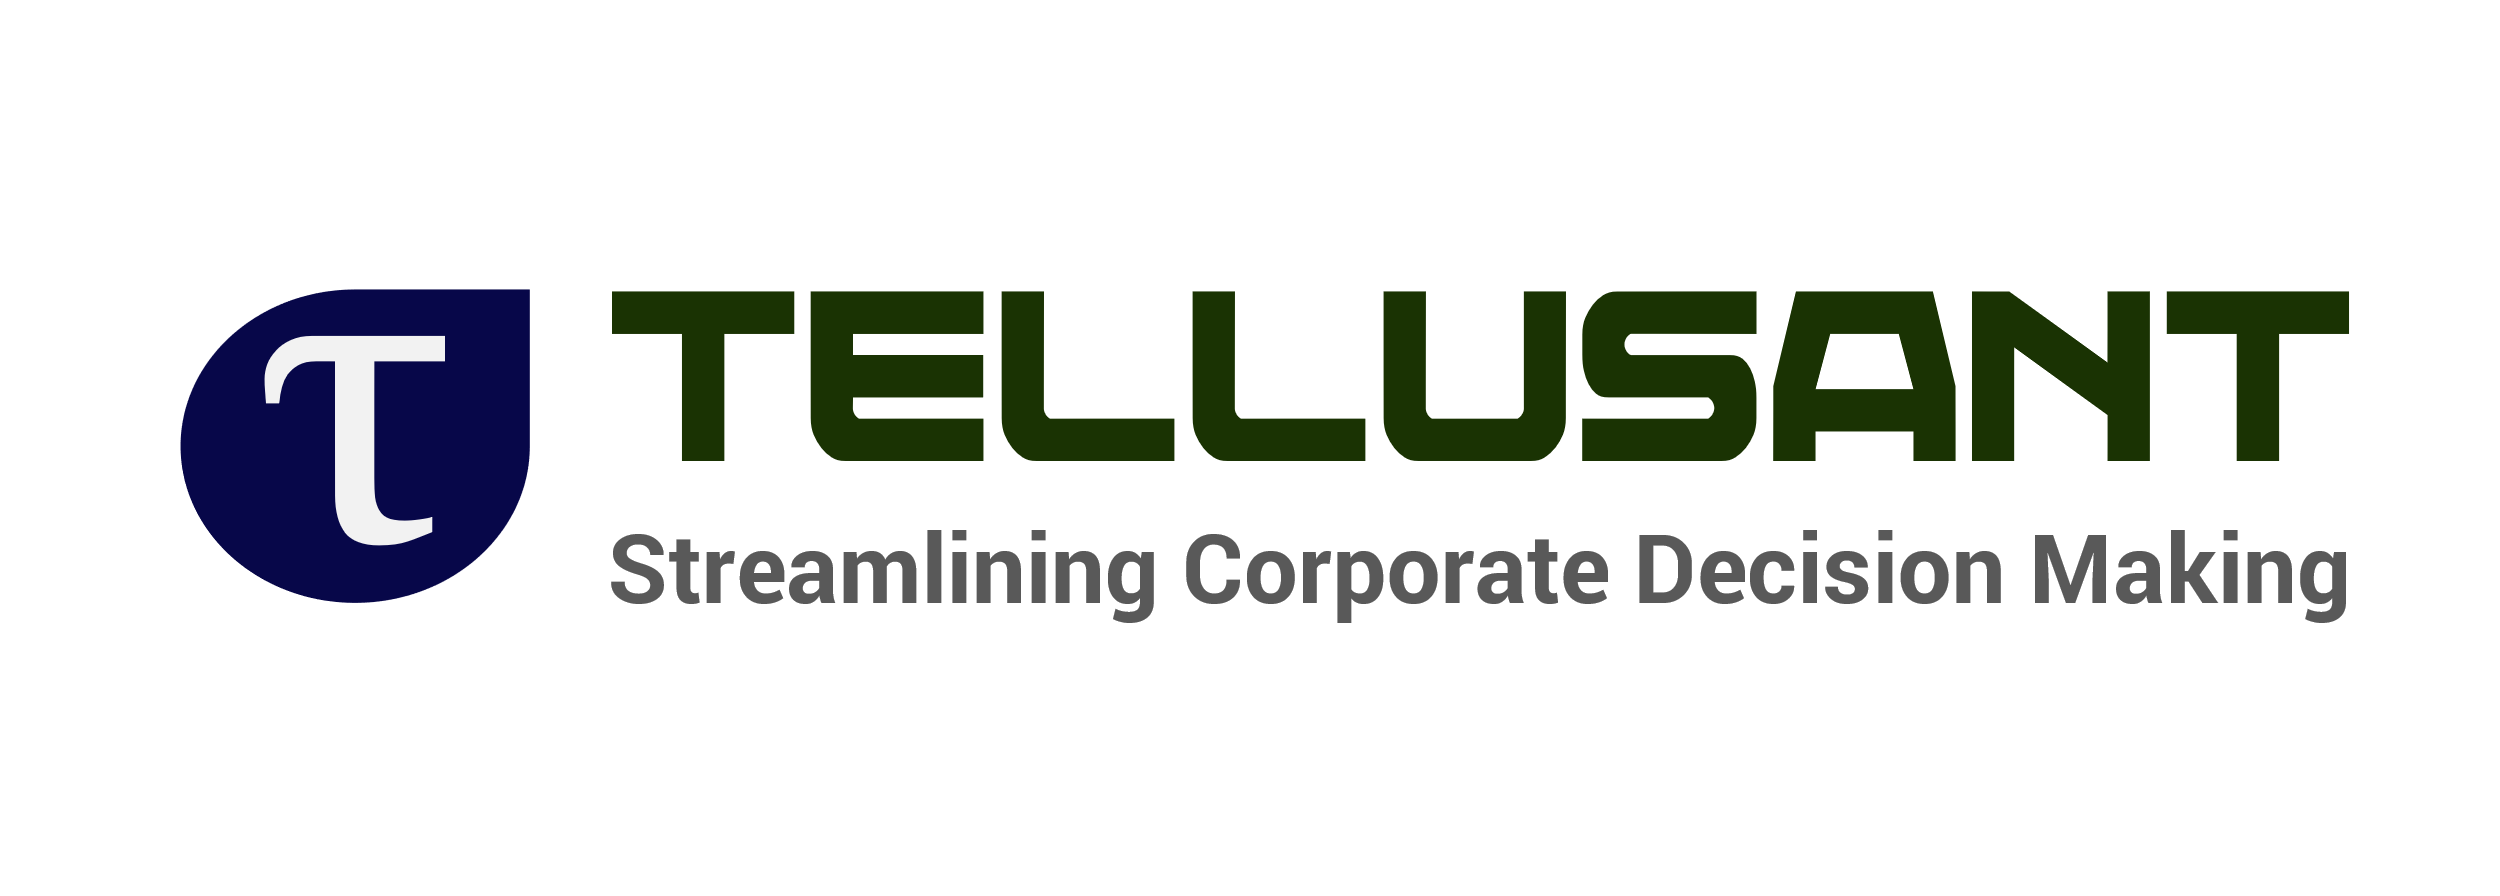 τ
TELLUSANT
Streamlining Corporate Decision Making